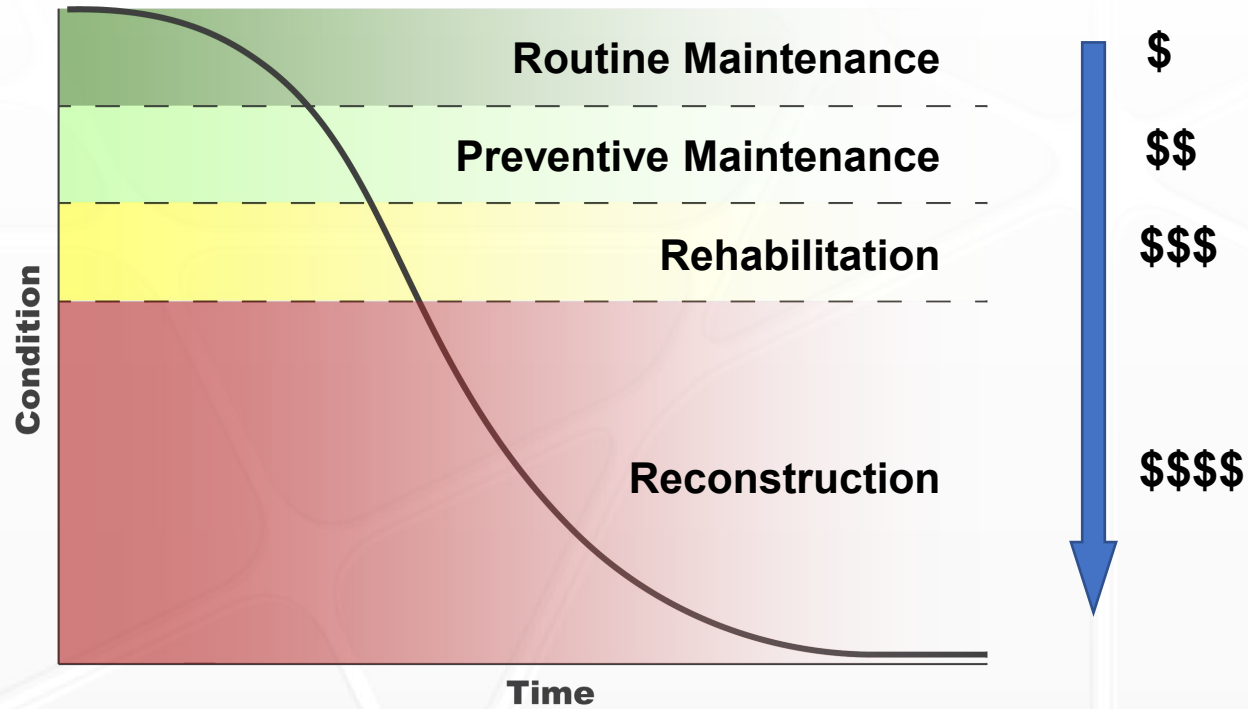 Routine Maintenance
$
Preventive Maintenance
$$
Rehabilitation
$$$
Condition
Reconstruction
$$$$
Time